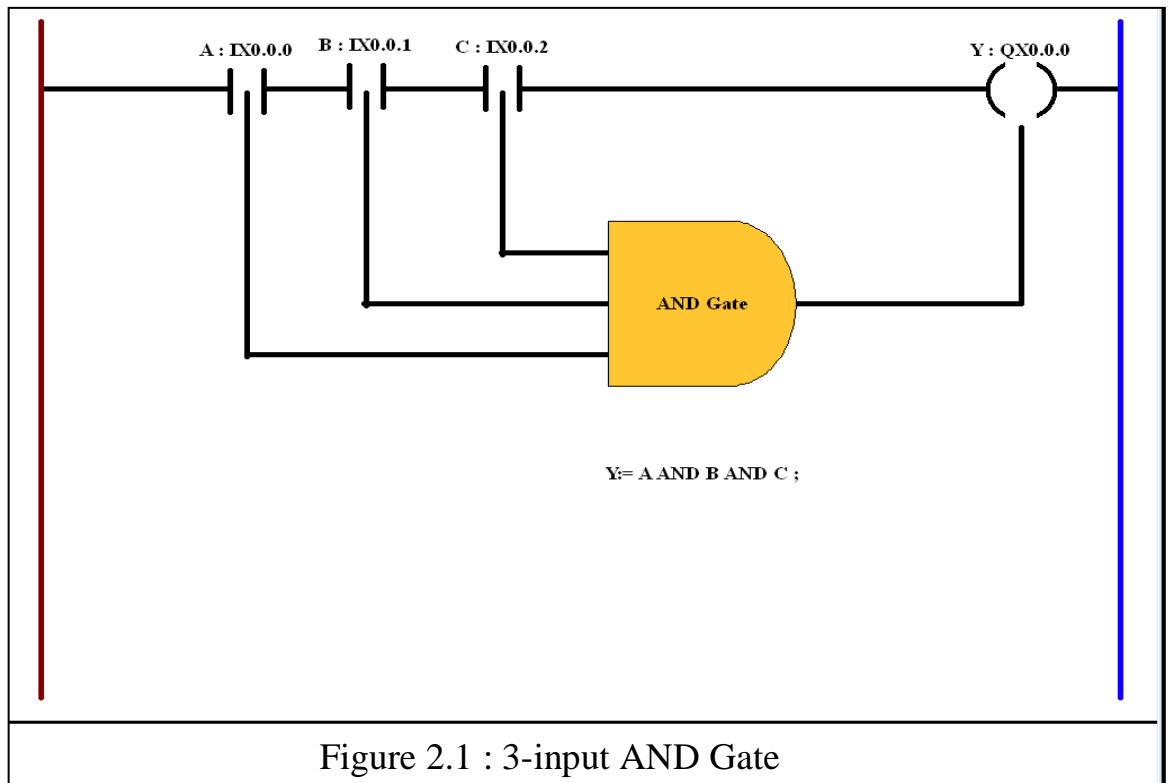 A : IX0.0.0
B : IX0.0.1
C : IX0.0.2
Y : QX0.0.0
AND Gate
Y:= A AND B AND C ;
Figure 2.1 : 3-input AND Gate